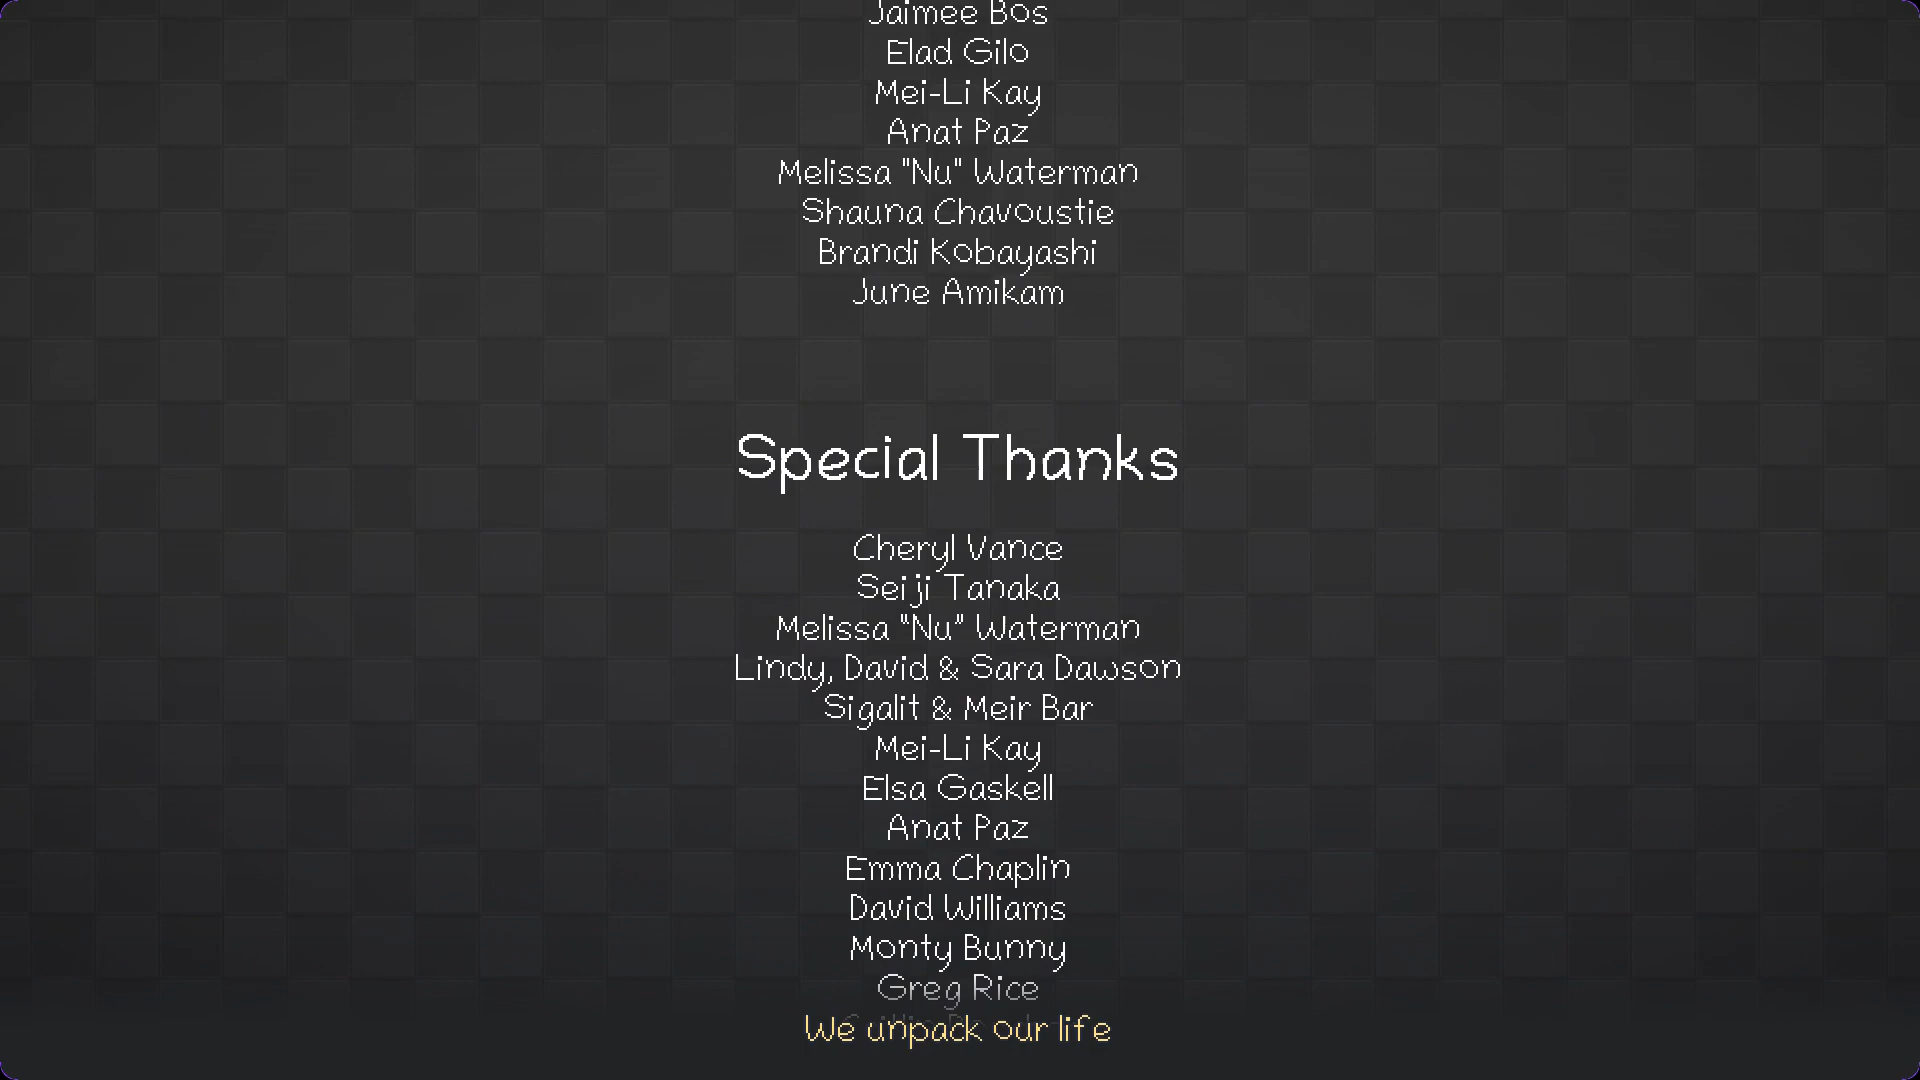 Jaimee Bos
Elad Gilo
Mei-Li Kay
Anat Paz
Melissa "Nu" Waterman
Shauna Chavoustie
Brandi Kobayashi
June Amikam
Special Thanks
Cheryl Vance
Seiji Tanaka
Melissa “Nu” Waterman
Lindy, David & Sara Dawson
Sigalit & Meir Bar
Mei-Li Kay
Elsa Gaskell
Anat Paz
Emma Chaplin
David Williams
Monty Bunny
Greg Rice
We unpack our life